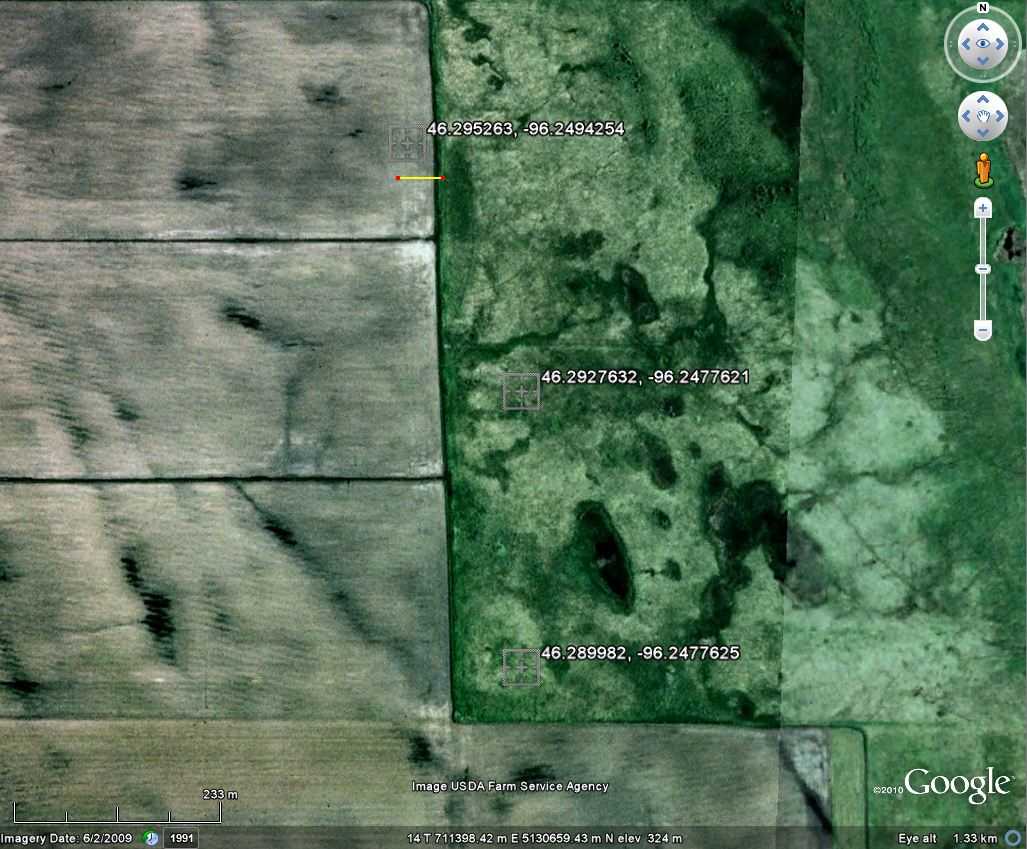 N
46.295263, -96.2494254
46.2927632, -96.2477621
46.289982, -96.2477625
Image USDA Farm Service Agency
©2010 Google
233 m
Imagery Date: 6/2/2009 1991 14 T 711398.42 m E 5130659.43 m N elev 324 m Eye alt 1.33 km